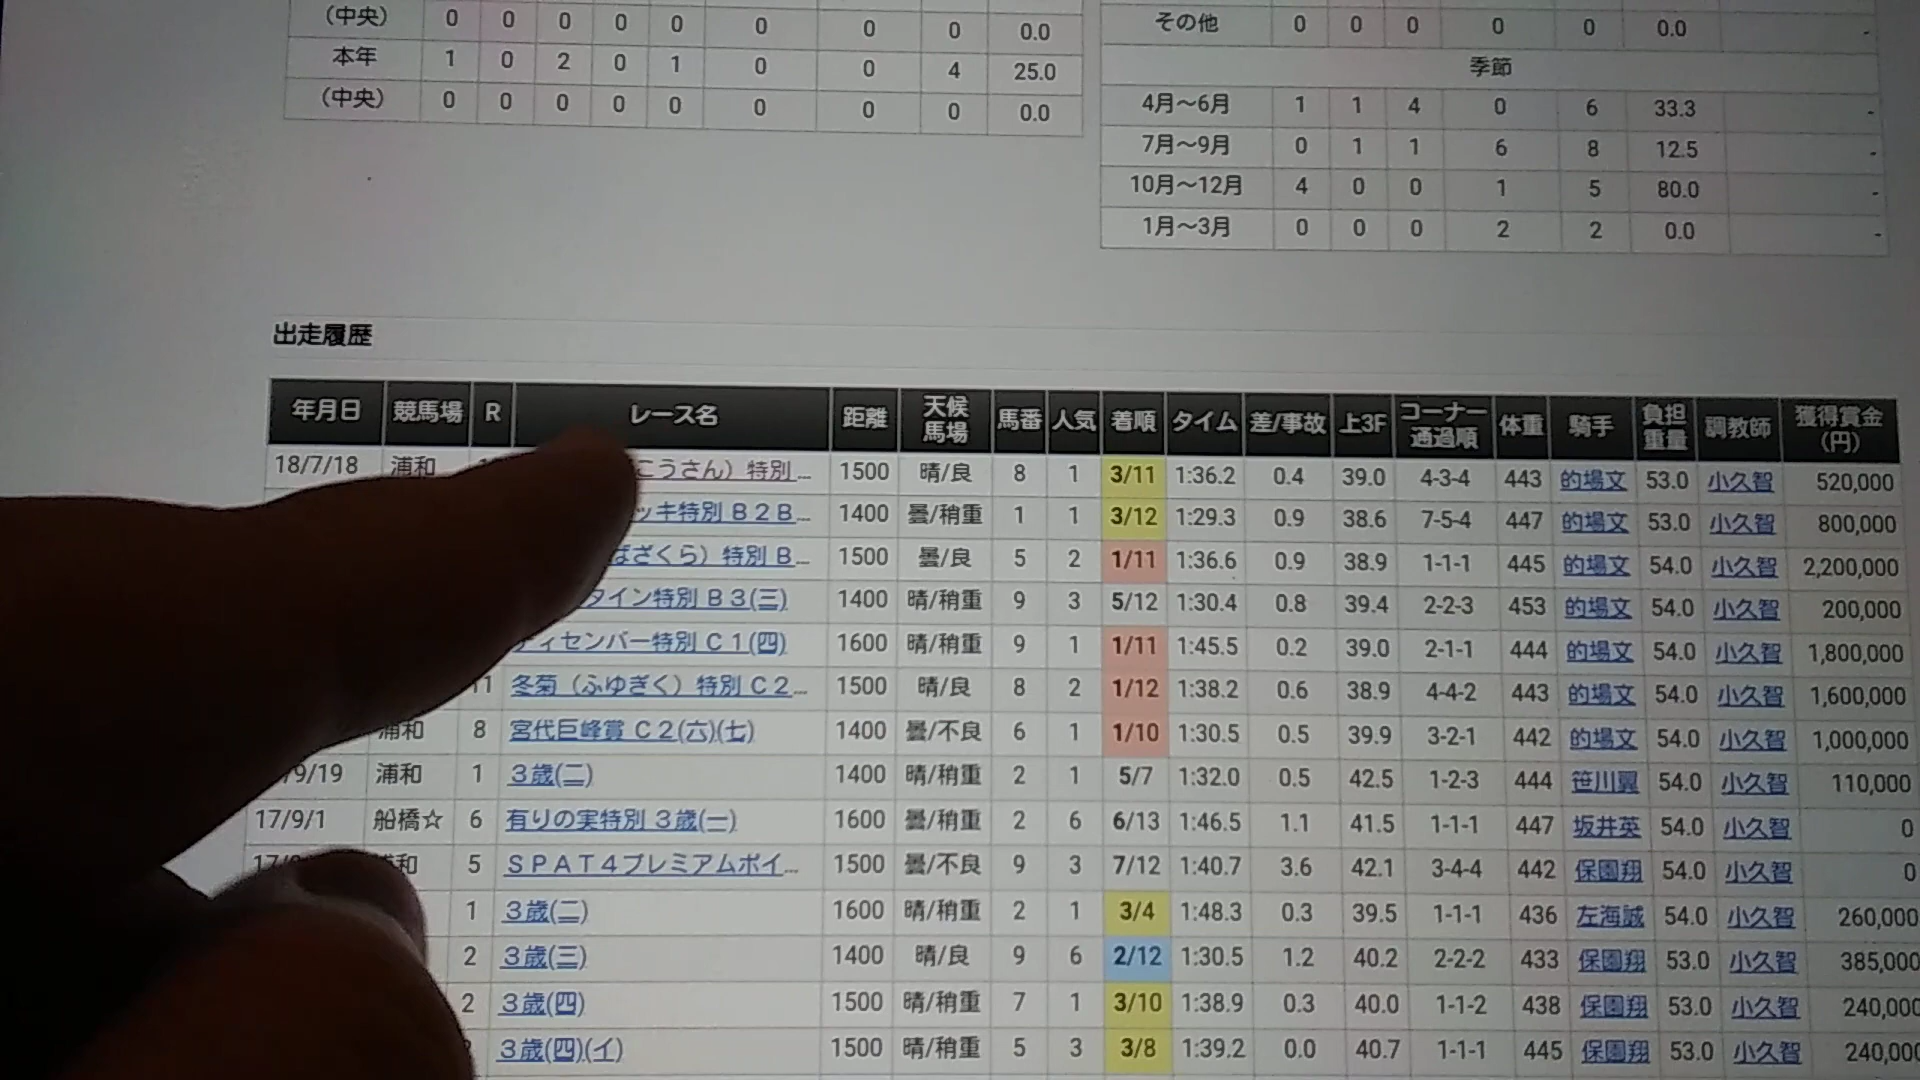 (中央) 0 0 0 0 0 0 0 0 0.0
本年 1 0 2 0 1 0 0 4 25.0
(中央) 0 0 0 0 0 0 0 0 0.0
その他 0 0 0 0 0 0.0 -
季節
4月～6月 1 1 4 0 6 33.3 -
7月～9月 0 1 1 6 8 12.5 -
10月～12月 4 0 0 1 5 80.0 -
1月～3月 0 0 0 2 2 0.0 -
出走履歴
年月日 競馬場 R レース名 距離 天候馬場 馬番 人気 着順 タイム 差/事故 上3F コーナー通過順 体重 騎手 負担重量 調教師 獲得賞金(円)
18/7/18 浦和 こうさん）特別... 1500 晴/良 8 1 3/11 1:36.2 0.4 39.0 4-3-4 443 的場文 53.0 小久智 520,000
ッキ特別Ｂ２Ｂ... 1400 曇/稍重 1 1 3/12 1:29.3 0.9 38.6 7-5-4 447 的場文 53.0 小久智 800,000
ばざくら）特別Ｂ... 1500 曇/良 5 2 1/11 1:36.6 0.9 38.9 1-1-1 445 的場文 54.0 小久智 2,200,000
タイン特別Ｂ３(三) 1400 晴/稍重 9 3 5/12 1:30.4 0.8 39.4 2-2-3 453 的場文 54.0 小久智 200,000
ィセンバー特別Ｃ１(四) 1600 晴/稍重 9 1 1/11 1:45.5 0.2 39.0 2-1-1 444 的場文 54.0 小久智 1,800,000
11 冬菊（ふゆぎく）特別Ｃ２... 1500 晴/良 8 2 1/12 1:38.2 0.6 38.9 4-4-2 443 的場文 54.0 小久智 1,600,000
浦和 8 宮代巨峰賞Ｃ２(六)(七) 1400 曇/不良 6 1 1/10 1:30.5 0.5 39.9 3-2-1 442 的場文 54.0 小久智 1,000,000
/9/19 浦和 1 ３歳(二) 1400 晴/稍重 2 1 5/7 1:32.0 0.5 42.5 1-2-3 444 笹川翼 54.0 小久智 110,000
17/9/1 船橋☆ 6 有りの実特別３歳(一) 1600 曇/稍重 2 6 6/13 1:46.5 1.1 41.5 1-1-1 447 坂井英 54.0 小久智 0
17/ 和 5 ＳＰＡＴ４プレミアムポイ... 1500 曇/不良 9 3 7/12 1:40.7 3.6 42.1 3-4-4 442 保園翔 54.0 小久智 0
1 ３歳(二) 1600 晴/稍重 2 1 3/4 1:48.3 0.3 39.5 1-1-1 436 左海誠 54.0 小久智 260,000
2 ３歳(三) 1400 晴/良 9 6 2/12 1:30.5 1.2 40.2 2-2-2 433 保園翔 53.0 小久智 385,000
2 ３歳(四) 1500 晴/稍重 7 1 3/10 1:38.9 0.3 40.0 1-1-2 438 保園翔 53.0 小久智 240,000
３歳(四)(イ) 1500 晴/稍重 5 3 3/8 1:39.2 0.0 40.7 1-1-1 445 保園翔 53.0 小久智 240,000